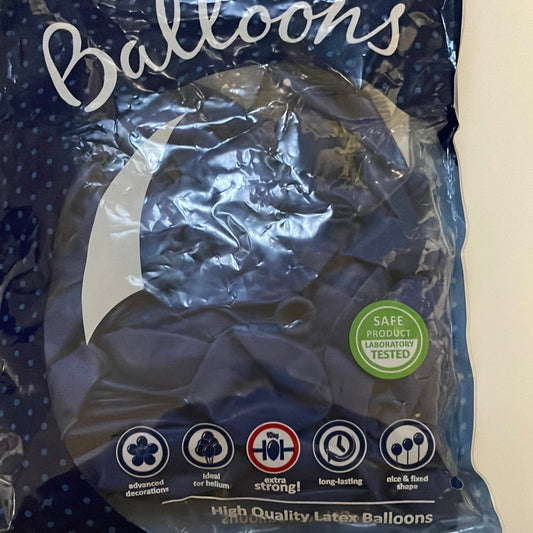 Balloons
SAFE
PRODUCT
LABORATORY
TESTED
advanced
decorations
ideal
for helium
10kg
extra
strong!
long-lasting
nice & fixed
shape
High Quality Latex Balloons